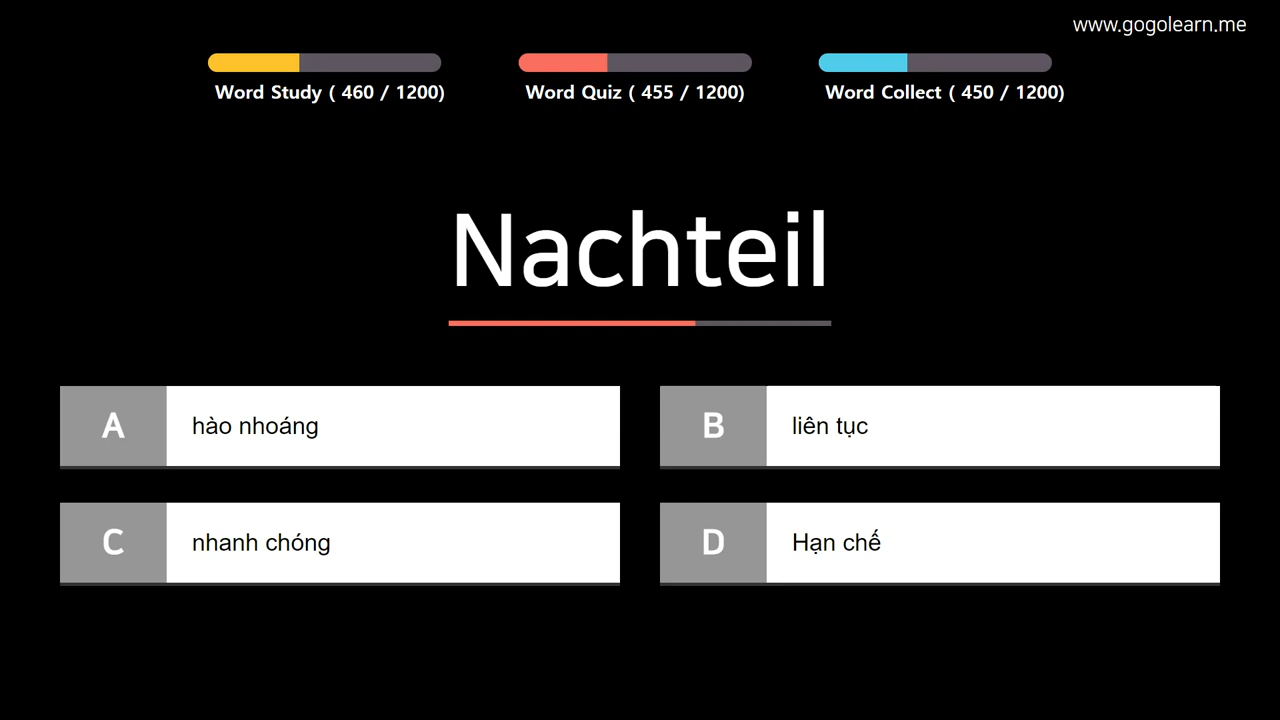 www.gogolearn.me
Word Study ( 460 / 1200)
Word Quiz ( 455 / 1200)
Word Collect ( 450 / 1200)
Nachteil
A hào nhoáng
B liên tục
C nhanh chóng
D Hạn chế